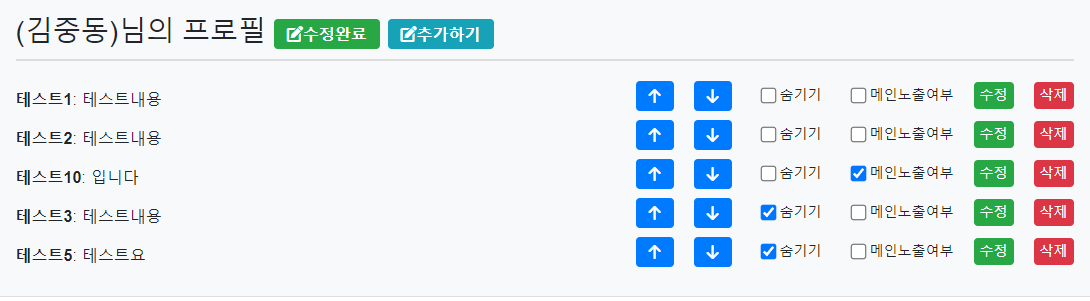 (김중동)님의 프로필 수정완료 추가하기
테스트1: 테스트내용 숨기기 메인노출여부 수정 삭제
테스트2: 테스트내용 숨기기 메인노출여부 수정 삭제
테스트10: 입니다 숨기기 메인노출여부 수정 삭제
테스트3: 테스트내용 숨기기 메인노출여부 수정 삭제
테스트5: 테스트요 숨기기 메인노출여부 수정 삭제